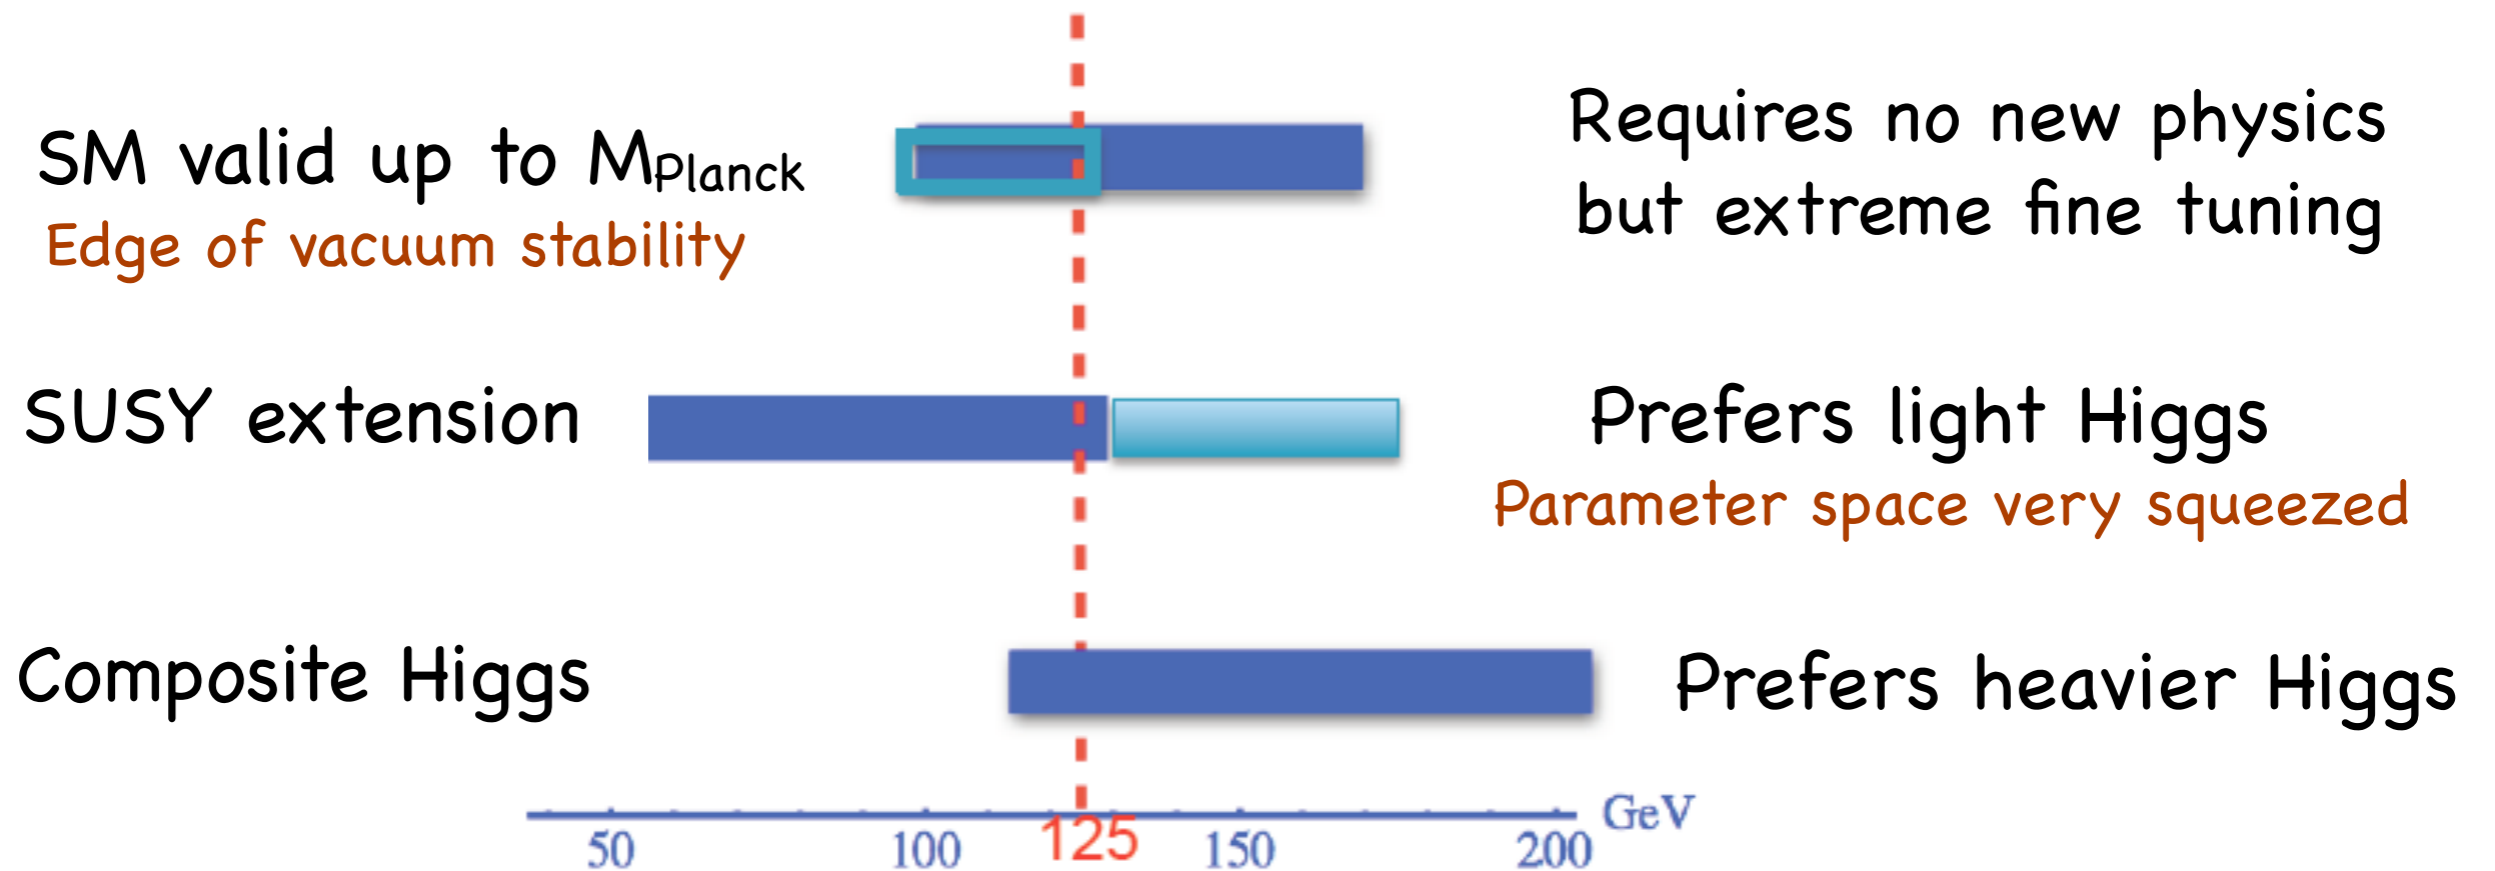 SM valid up to MPlanck
Edge of vacuum stability
Requires no new physics
but extreme fine tuning
SUSY extension
Prefers light Higgs
Parameter space very squeezed
Composite Higgs
Prefers heavier Higgs
50 100 125 150 200 GeV